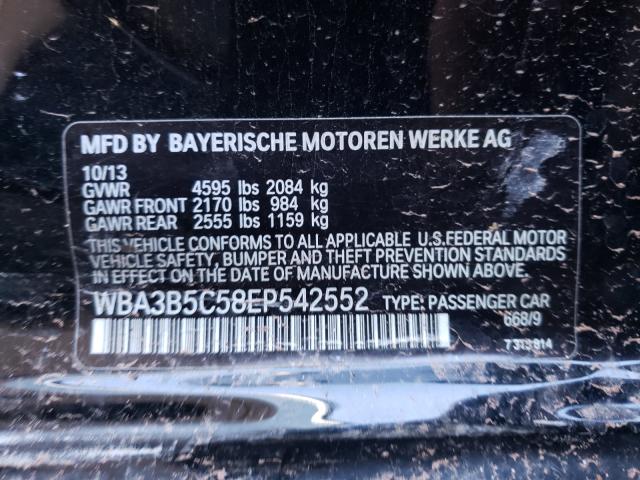 MFD BY BAYERISCHE MOTOREN WERKE AG
10/13
GVWR 4595 lbs 2084 kg
GAWR FRONT 2170 lbs 984 kg
GAWR REAR 2555 lbs 1159 kg
THIS VEHICLE CONFORMS TO ALL APPLICABLE U.S.FEDERAL MOTOR
VEHICLE SAFETY, BUMPER AND THEFT PREVENTION STANDARDS
IN EFFECT ON THE DATE OF MANUFACTURE SHOWN ABOVE.
WBA3B5C58EP542552 TYPE: PASSENGER CAR
668/9